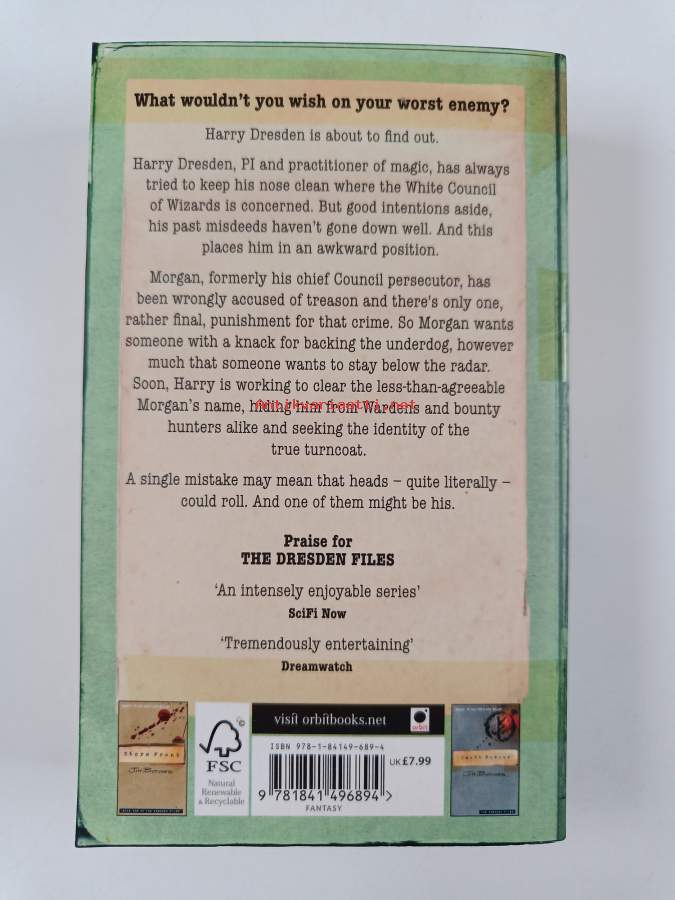 What wouldn't you wish on your worst enemy?
Harry Dresden is about to find out.
Harry Dresden, PI and practitioner of magic, has always
tried to keep his nose clean where the White Council
of Wizards is concerned. But good intentions aside,
his past misdeeds haven't gone down well. And this
places him in an awkward position.
Morgan, formerly his chief Council persecutor, has
been wrongly accused of treason and there's only one,
rather final, punishment for that crime. So Morgan wants
someone with a knack for backing the underdog, however
much that someone wants to stay below the radar.
Soon, Harry is working to clear the less-than-agreeable
Morgan's name, hiding him from Wardens and bounty
hunters alike and seeking the identity of the
true turncoat.
A single mistake may mean that heads – quite literally –
could roll. And one of them might be his.
Praise for
THE DRESDEN FILES
'An intensely enjoyable series'
SciFi Now
'Tremendously entertaining'
Dreamwatch
visit orbitbooks.net
orbit
Storm Front
Jim Butcher
©
FSC
Natural
Renewable
& Recyclable
ISBN 978-1-84149-689-4
9 781841 496894 >
FANTASY
UK £7.99
Jim Butcher